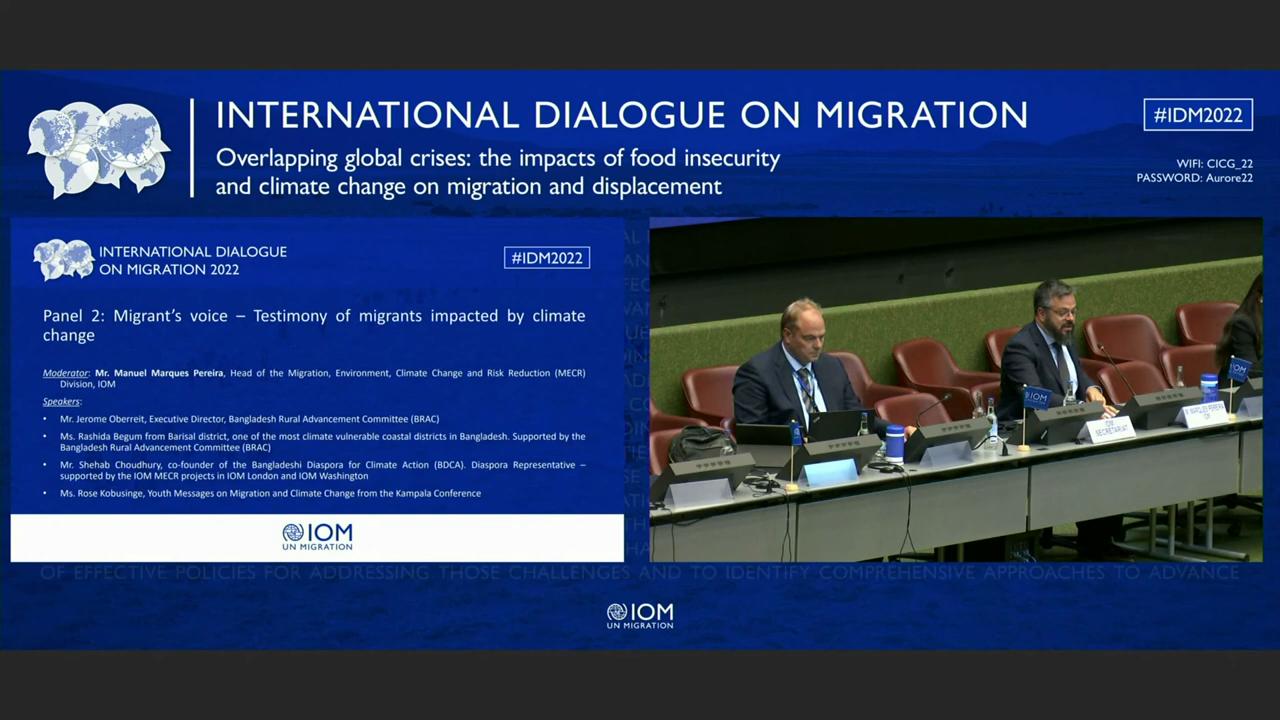 INTERNATIONAL DIALOGUE ON MIGRATION
Overlapping global crises: the impacts of food insecurity
and climate change on migration and displacement
#IDM2022
WIFI: CICG_22
PASSWORD: Aurore22
INTERNATIONAL DIALOGUE
ON MIGRATION 2022
#IDM2022
Panel 2: Migrant's voice – Testimony of migrants impacted by climate
change
Moderator: Mr. Manuel Marques Pereira, Head of the Migration, Environment, Climate Change and Risk Reduction (MECR)
Division, IOM
Speakers:
• Mr. Jerome Oberreit, Executive Director, Bangladesh Rural Advancement Committee (BRAC)
• Ms. Rashida Begum from Barisal district, one of the most climate vulnerable coastal districts in Bangladesh. Supported by the
Bangladesh Rural Advancement Committee (BRAC)
• Mr. Shehab Choudhury, co-founder of the Bangladeshi Diaspora for Climate Action (BDCA). Diaspora Representative –
supported by the IOM MECR projects in IOM London and IOM Washington
• Ms. Rose Kobusinge, Youth Messages on Migration and Climate Change from the Kampala Conference
IOM
UN MIGRATION
IOM
SECRETARIAT
IOM
IOM
OF EFFECTIVE POLICIES FOR ADDRESSING THOSE CHALLENGES AND TO IDENTIFY COMPREHENSIVE APPROACHES TO ADVANCE
IOM
UN MIGRATION